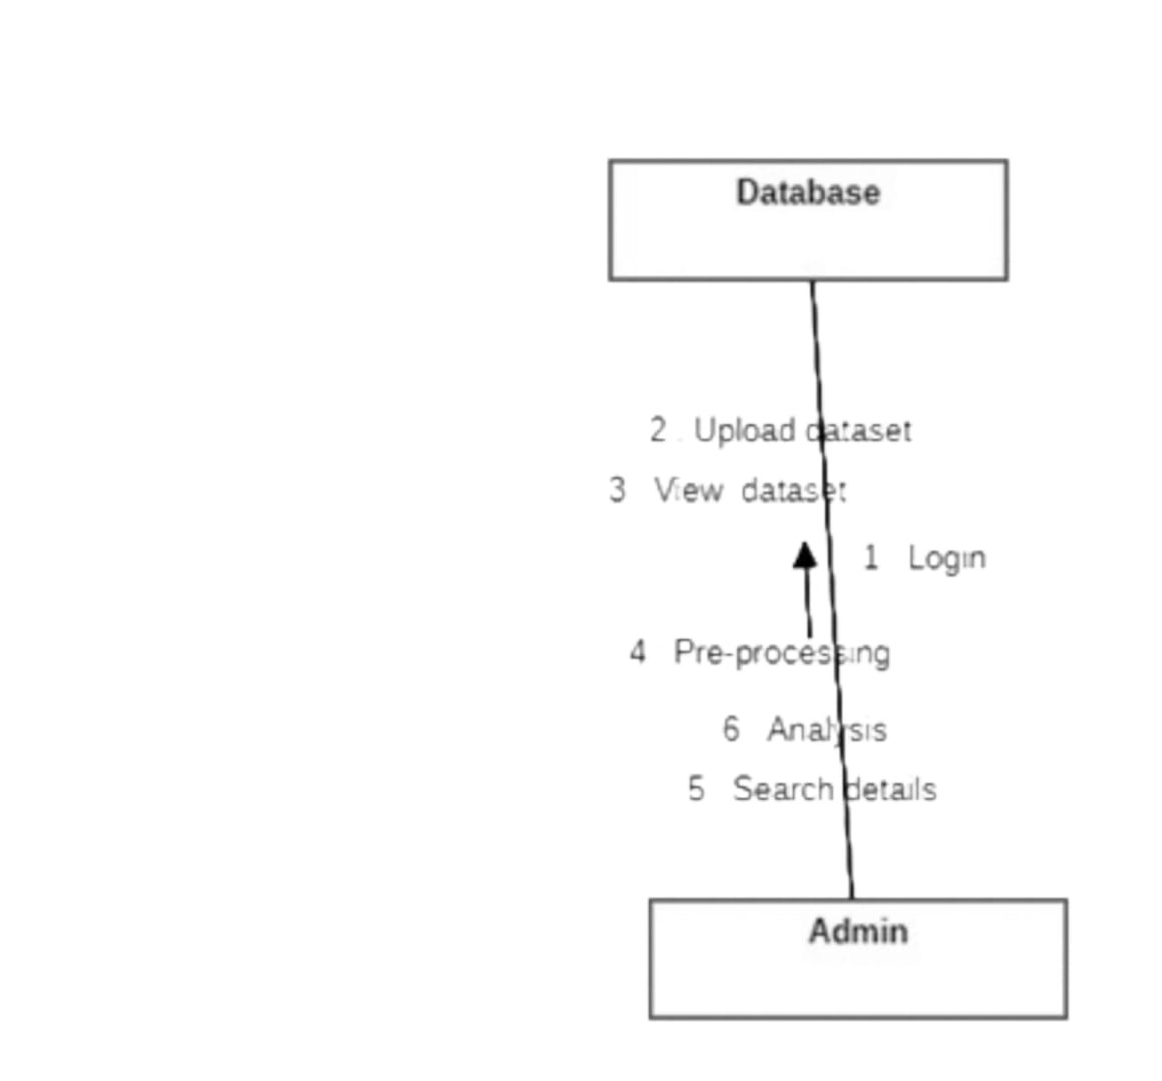 Database
2 . Upload dataset
3 View dataset
1 Login
4 Pre-processing
6 Analysis
5 Search details
Admin